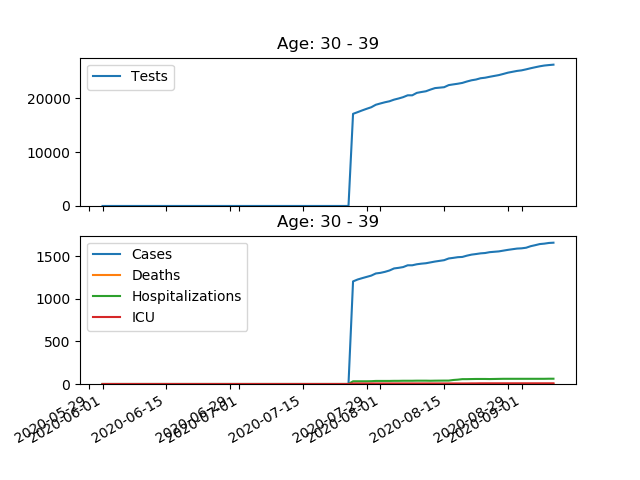 Age: 30 - 39
Tests
20000
10000
0
Age: 30 - 39
Cases
Deaths
Hospitalizations
ICU
1500
1000
500
0
2020-05-29
2020-06-01
2020-06-15
2020-06-29
2020-07-01
2020-07-15
2020-07-29
2020-08-01
2020-08-15
2020-08-29
2020-09-01